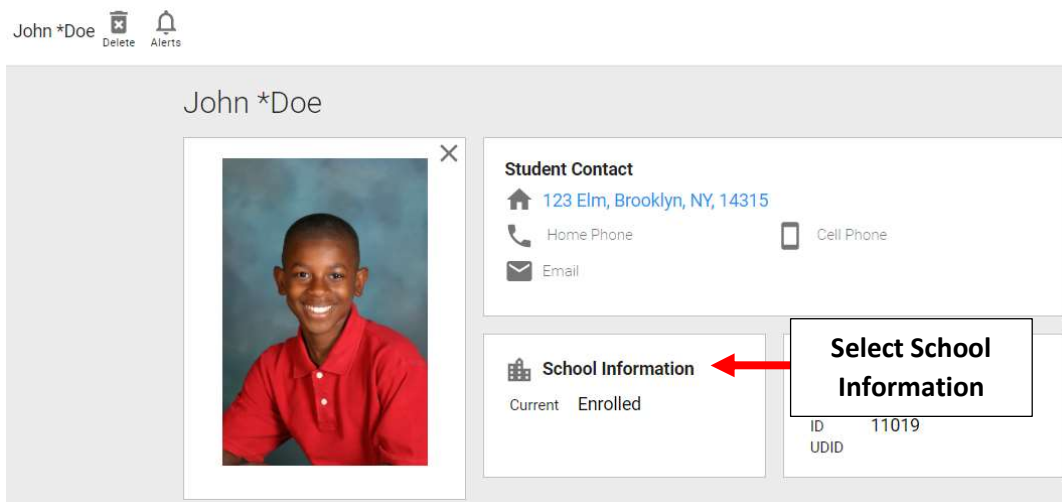 John *Doe
Delete
Alerts
John *Doe
Student Contact
123 Elm, Brooklyn, NY, 14315
Home Phone
Cell Phone
Email
School Information
Current Enrolled
Select School
Information
ID 11019
UDID